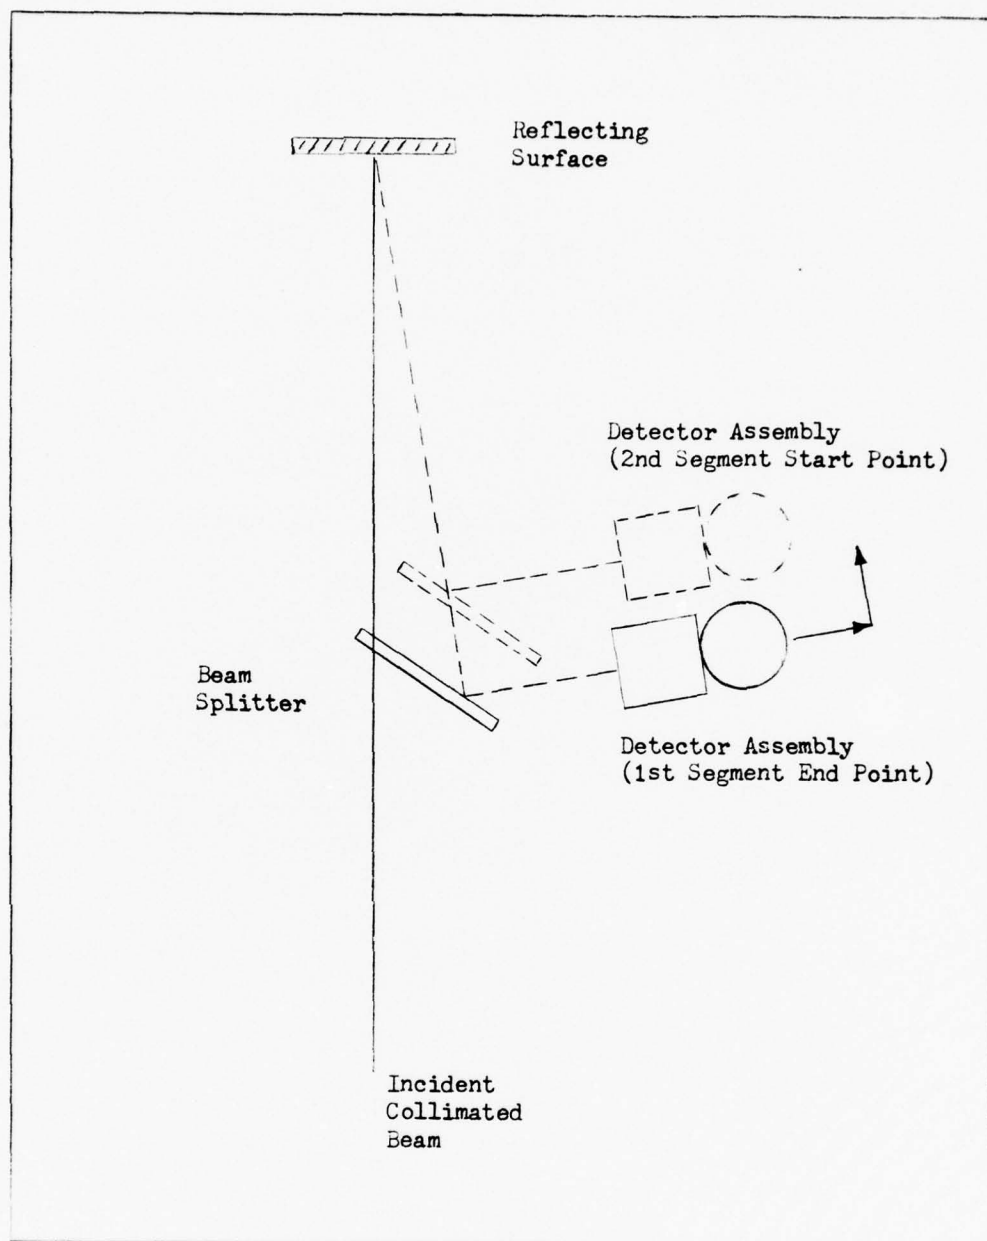 Reflecting
Surface
Detector Assembly
(2nd Segment Start Point)
Beam
Splitter
Detector Assembly
(1st Segment End Point)
Incident
Collimated
Beam